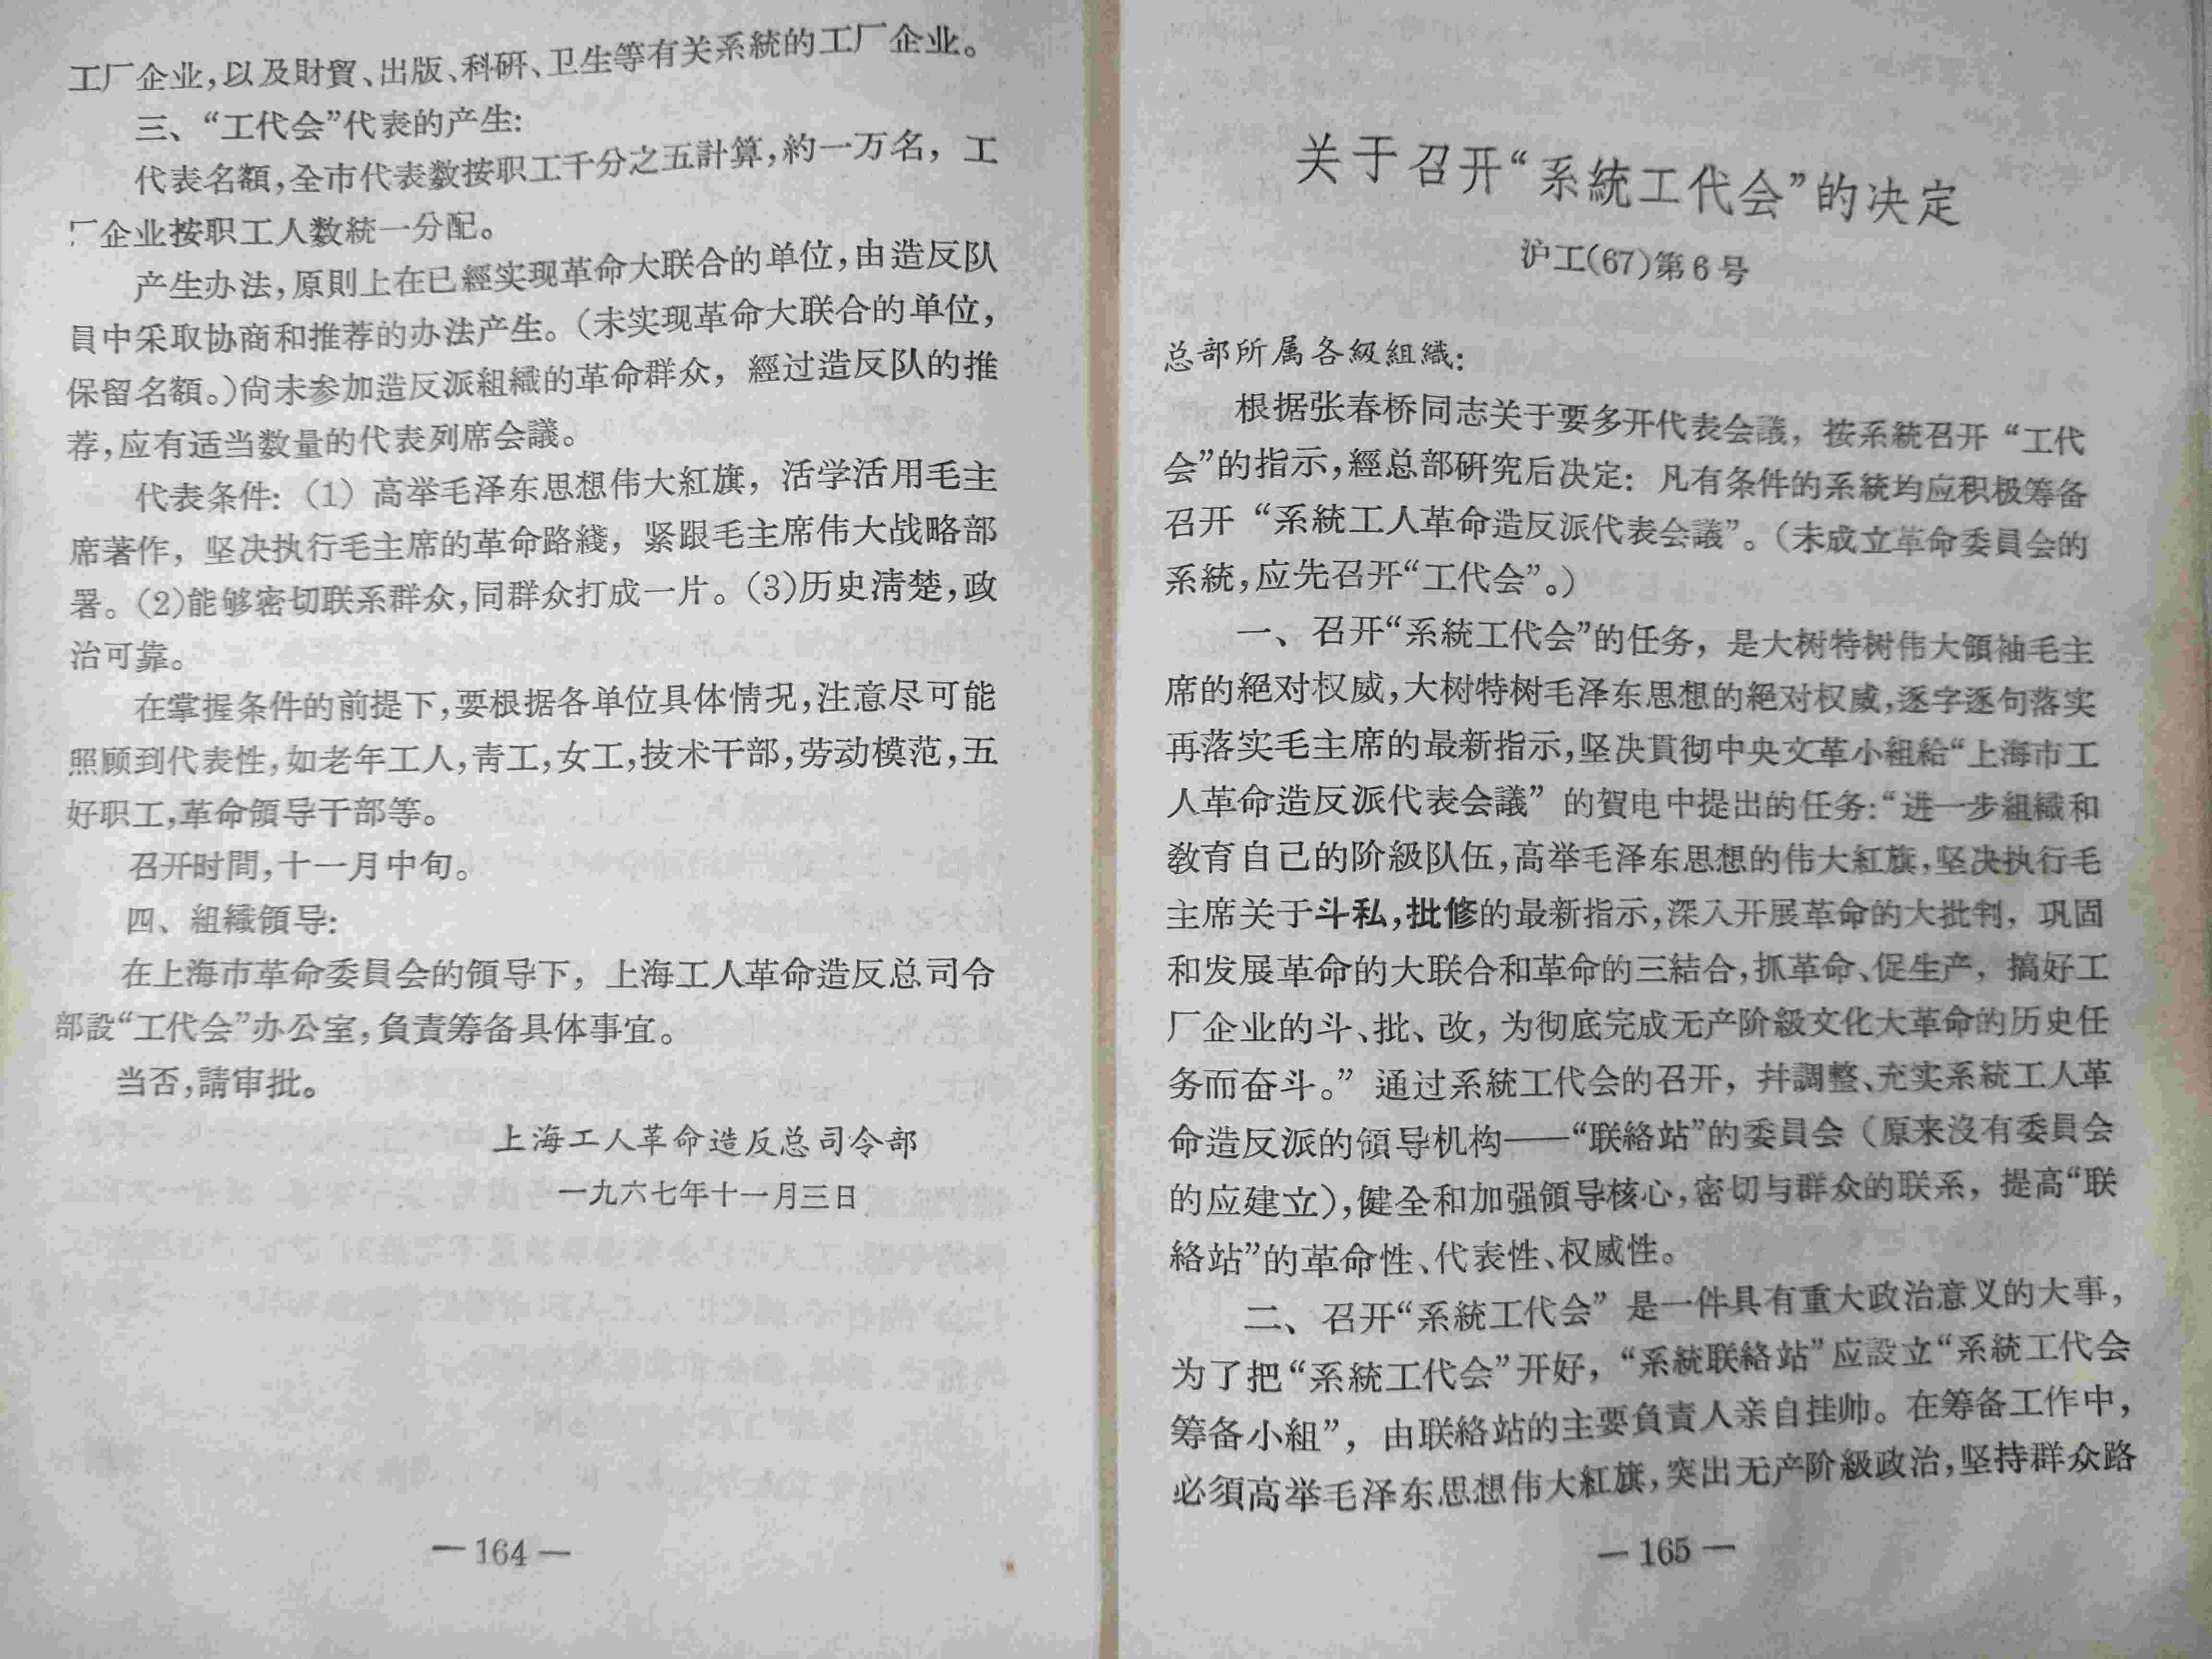 工厂企业,以及財貿、出版、科研、卫生等有关系統的工厂企业。
三、“工代会”代表的产生:
代表名額,全市代表数按职工千分之五計算,約一万名，工
厂企业按职工人数統一分配。
产生办法,原則上在已經实现革命大联合的单位,由造反队
員中采取协商和推荐的办法产生。(未实现革命大联合的单位,
保留名額。)尙未参加造反派組織的革命群众，經过造反队的推
荐,应有适当数量的代表列席会議。
代表条件:（1）高举毛泽东思想伟大紅旗，活学活用毛主
席著作，坚决执行毛主席的革命路綫，紧跟毛主席伟大战略部
署。(2)能够密切联系群众,同群众打成一片。(3)历史清楚,政
治可靠。
在掌握条件的前提下,要根据各单位具体情况,注意尽可能
照顾到代表性,如老年工人,青工,女工,技术干部,劳动模范,五
好职工,革命領导干部等。
召开时間,十一月中旬。
四、組織領导:
在上海市革命委員会的領导下，上海工人革命造反总司令
部設“工代会”办公室,負責筹备具体事宜。
当否,請审批。
上海工人革命造反总司令部
一九六七年十一月三日
— 164 —
关于召开“系統工代会”的决定
沪工(67)第6号
总部所属各級組織:
根据张春桥同志关于要多开代表会議，按系統召开“工代
会”的指示,經总部研究后决定: 凡有条件的系統均应积极筹备
召开“系統工人革命造反派代表会議”。(未成立革命委員会的
系統,应先召开“工代会”。)
一、召开“系統工代会”的任务，是大树特树伟大領袖毛主
席的絕对权威,大树特树毛泽东思想的絕对权威,逐字逐句落实
再落实毛主席的最新指示,坚决貫彻中央文革小組給“上海市工
人革命造反派代表会議”的賀电中提出的任务:“进一步組織和
敎育自己的阶級队伍,高举毛泽东思想的伟大紅旗,坚决执行毛
主席关于斗私,批修的最新指示,深入开展革命的大批判，巩固
和发展革命的大联合和革命的三結合,抓革命、促生产，搞好工
厂企业的斗、批、改，为彻底完成无产阶級文化大革命的历史任
务而奋斗。”通过系統工代会的召开，幷調整、充实系統工人革
命造反派的領导机构——“联絡站”的委員会（原来沒有委員会
的应建立),健全和加强領导核心,密切与群众的联系，提高“联
絡站”的革命性、代表性、权威性。
二、召开“系統工代会”是一件具有重大政治意义的大事，
为了把“系統工代会”开好，“系統联絡站”应設立“系統工代会
筹备小組”，由联絡站的主要負責人亲自挂帅。在筹备工作中，
必須高举毛泽东思想伟大紅旗,突出无产阶級政治,坚持群众路
— 165 —